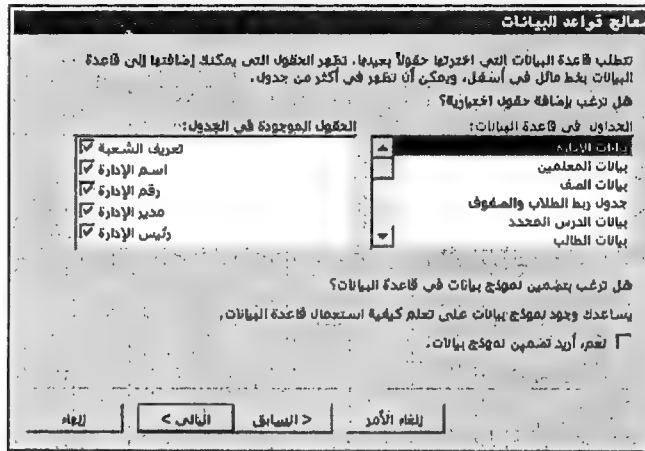 معالج قواعد البيانات
تتطلب قاعدة البيانات التي اخترتها حقولاً بعينها. تظهر الحقول التي يمكنك إضافتها إلى قاعدة
البيانات بخط مائل في أسفل، ويمكن أن تظهر في أكثر من جدول.
هل ترغب بإضافة حقول اختيارية؟
الجداول في قاعدة البيانات:
بيانات الإدارة
بيانات المعلمين
بيانات الصف
جدول ربط الطلاب والصفوف
بيانات الدرس المحدد
بيانات الطالب
الحقول الموجودة في الجدول:
تعريف الشعبة
اسم الإدارة
رقم الإدارة
مدير الإدارة
رئيس الإدارة
هل ترغب بتضمين نموذج بيانات في قاعدة البيانات؟
يساعدك وجود نموذج بيانات على تعلم كيفية استعمال قاعدة البيانات.
نعم، أريد تضمين نموذج بيانات.
إلغاء الأمر
< السابق
التالي >
إنهاء